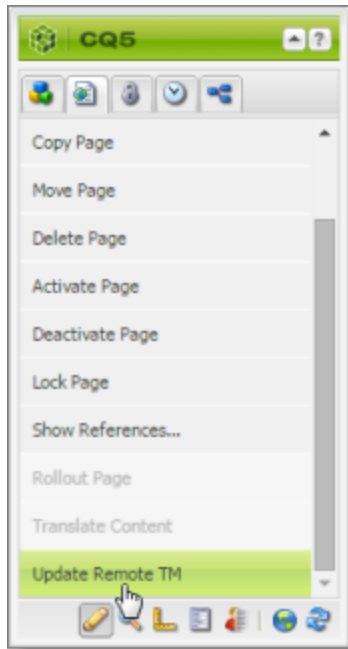 CQ5
?
Copy Page
Move Page
Delete Page
Activate Page
Deactivate Page
Lock Page
Show References...
Rollout Page
Translate Content
Update Remote TM